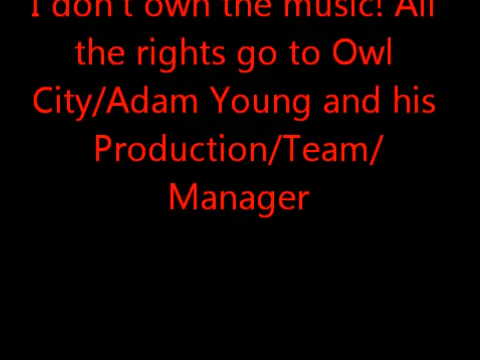 I don't own the music! All
the rights go to Owl
City/Adam Young and his
Production/Team/
Manager